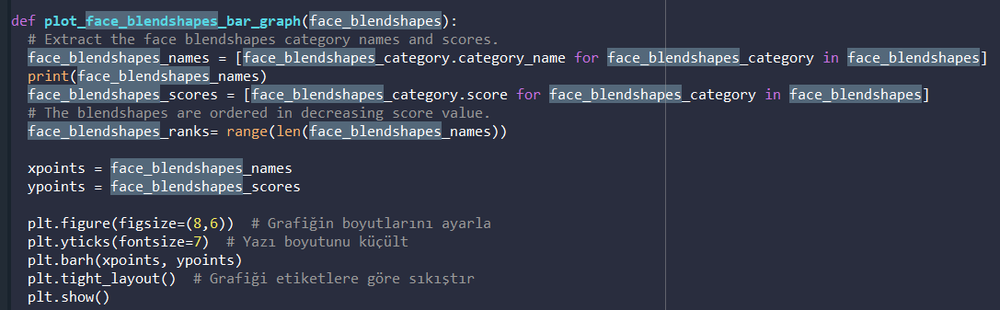 def plot_face_blendshapes_bar_graph(face_blendshapes):
# Extract the face blendshapes category names and scores.
face_blendshapes_names = [face_blendshapes_category.category_name for face_blendshapes_category in face_blendshapes]
print(face_blendshapes_names)
face_blendshapes_scores = [face_blendshapes_category.score for face_blendshapes_category in face_blendshapes]
# The blendshapes are ordered in decreasing score value.
face_blendshapes_ranks= range(len(face_blendshapes_names))
xpoints = face_blendshapes_names
ypoints = face_blendshapes_scores
plt.figure(figsize=(8,6))  # Grafiğin boyutlarını ayarla
plt.yticks(fontsize=7)  # Yazı boyutunu küçült
plt.barh(xpoints, ypoints)
plt.tight_layout()  # Grafiği etiketlere göre sıkıştır
plt.show()